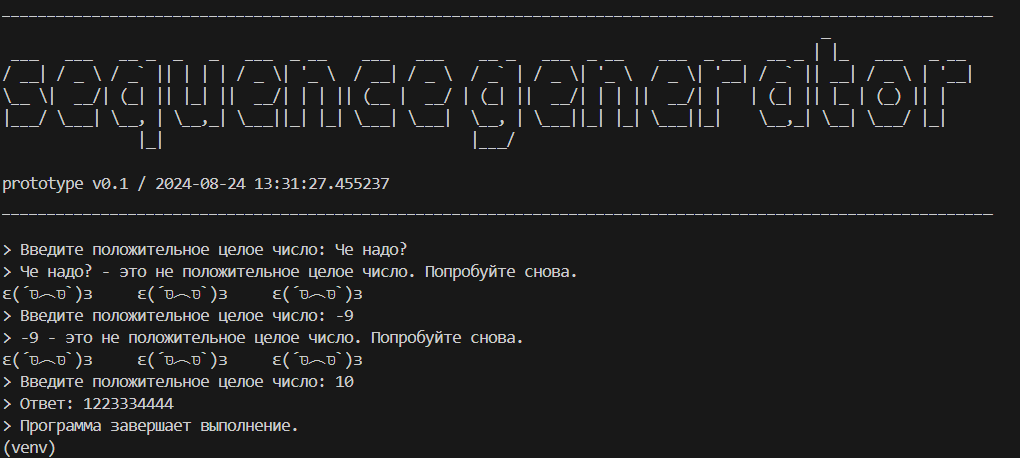 sequence generator
prototype v0.1 / 2024-08-24 13:31:27.455237
> Введите положительное целое число: Че надо?
> Че надо? - это не положительное целое число. Попробуйте снова.
ε(´סּ︵סּ`)з     ε(´סּ︵סּ`)з     ε(´סּ︵סּ`)з
> Введите положительное целое число: -9
> -9 - это не положительное целое число. Попробуйте снова.
ε(´סּ︵סּ`)з     ε(´סּ︵סּ`)з     ε(´סּ︵סּ`)з
> Введите положительное целое число: 10
> Ответ: 1223334444
> Программа завершает выполнение.
(venv)